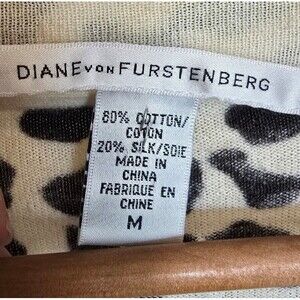 DIANE VON FURSTENBERG
80% COTTON/
COTON
20% SILK/SOIE
MADE IN
CHINA
FABRIQUE EN
CHINE
M